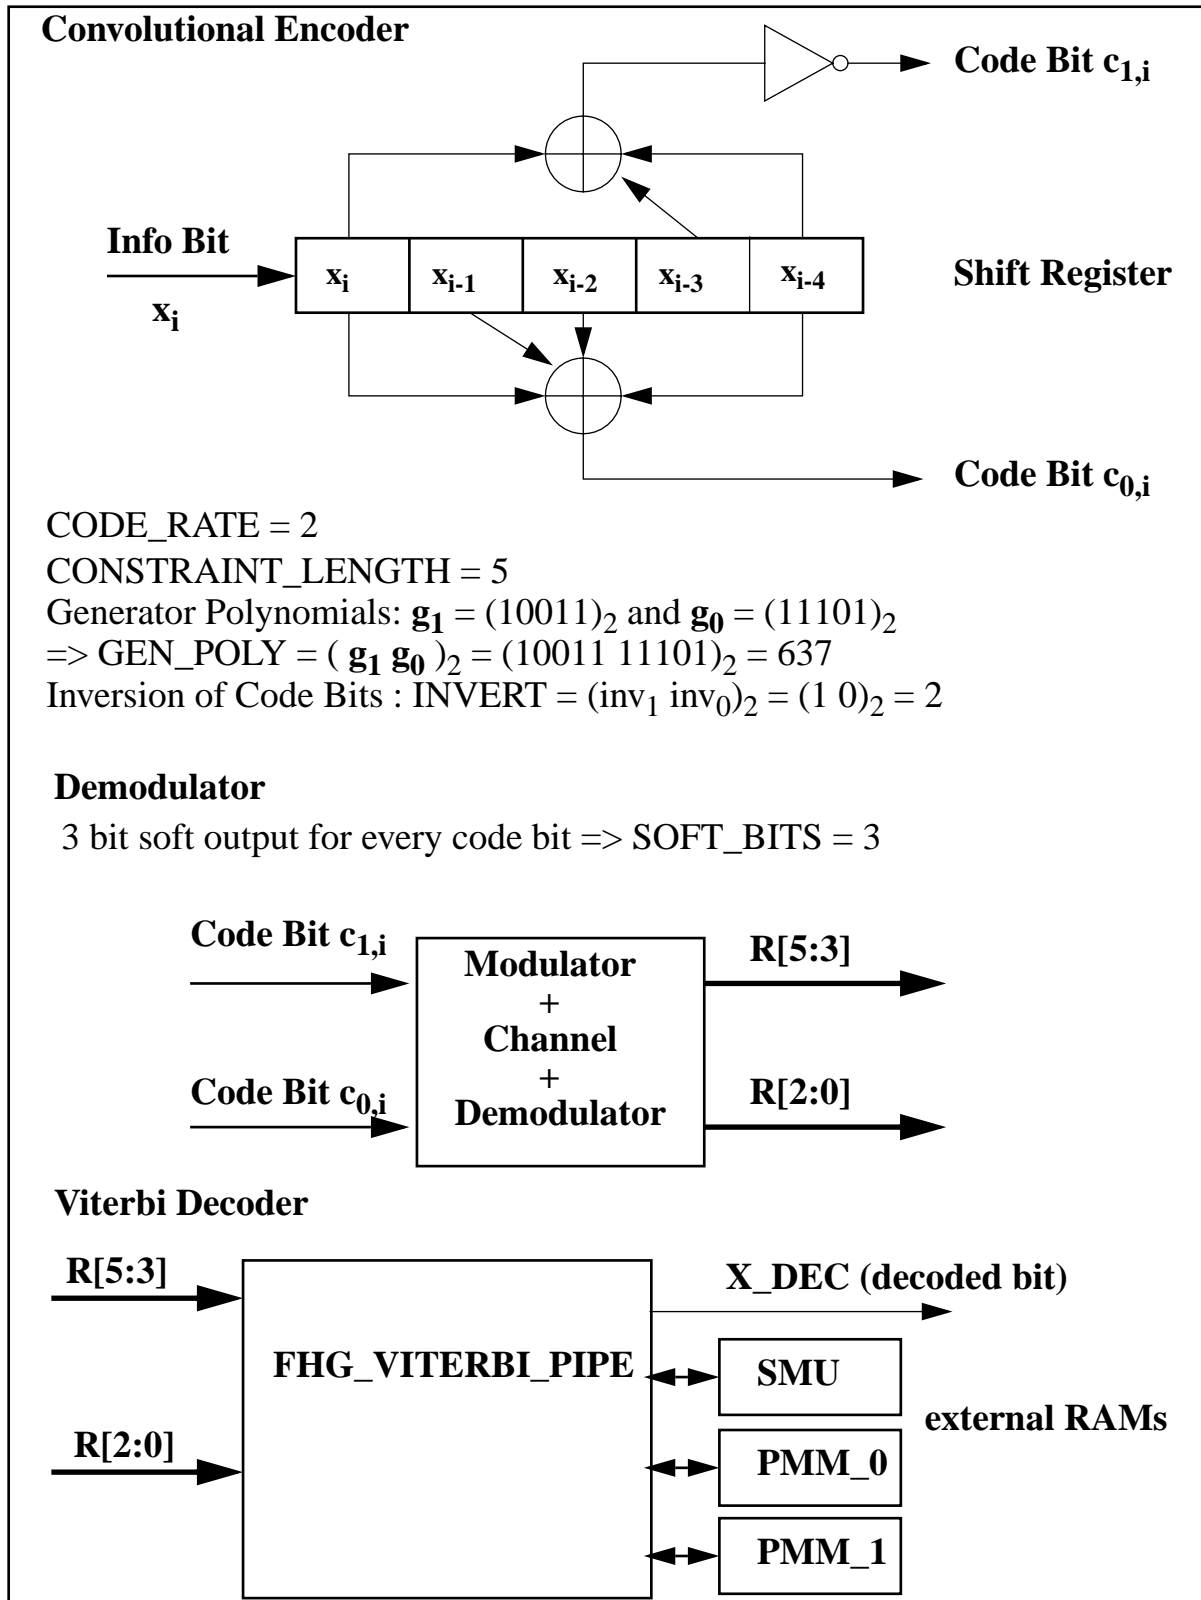 Convolutional Encoder
Code Bit c1,i
Info Bit
xi
xi xi-1 xi-2 xi-3 xi-4
Shift Register
Code Bit c0,i
CODE_RATE = 2
CONSTRAINT_LENGTH = 5
Generator Polynomials: g1 = (10011)2 and g0 = (11101)2
=> GEN_POLY = ( g1 g0 )2 = (10011 11101)2 = 637
Inversion of Code Bits : INVERT = (inv1 inv0)2 = (1 0)2 = 2
Demodulator
3 bit soft output for every code bit => SOFT_BITS = 3
Code Bit c1,i
Code Bit c0,i
Modulator
+
Channel
+
Demodulator
R[5:3]
R[2:0]
Viterbi Decoder
R[5:3]
R[2:0]
FHG_VITERBI_PIPE
X_DEC (decoded bit)
SMU
PMM_0
PMM_1
external RAMs